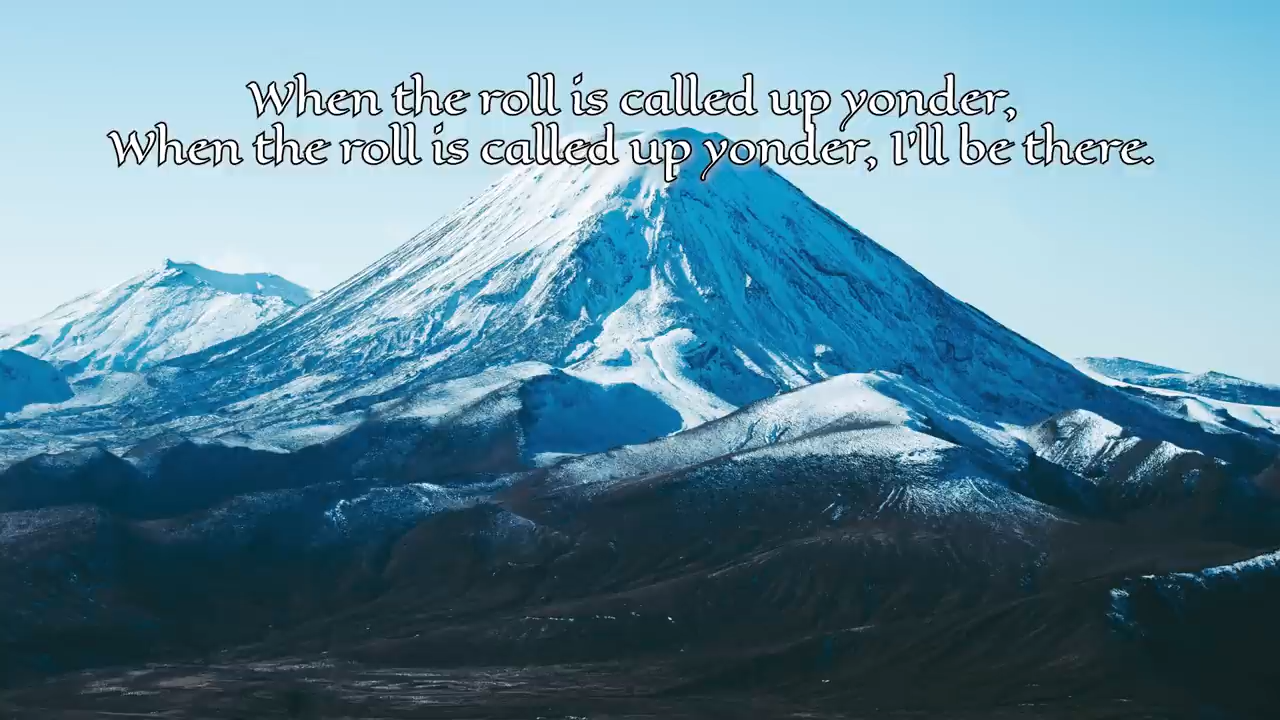 When the roll is called up yonder,
When the roll is called up yonder, I'll be there.